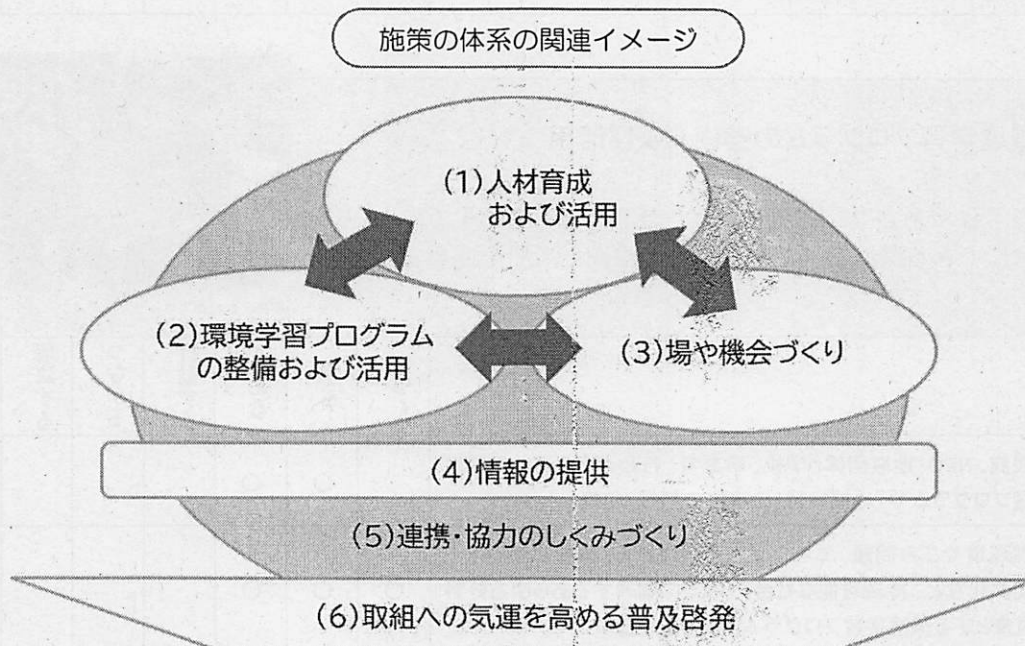 施策の体系の関連イメージ
(1)人材育成
および活用
(2)環境学習プログラム
の整備および活用
(3)場や機会づくり
(4)情報の提供
(5)連携・協力のしくみづくり
(6)取組への気運を高める普及啓発